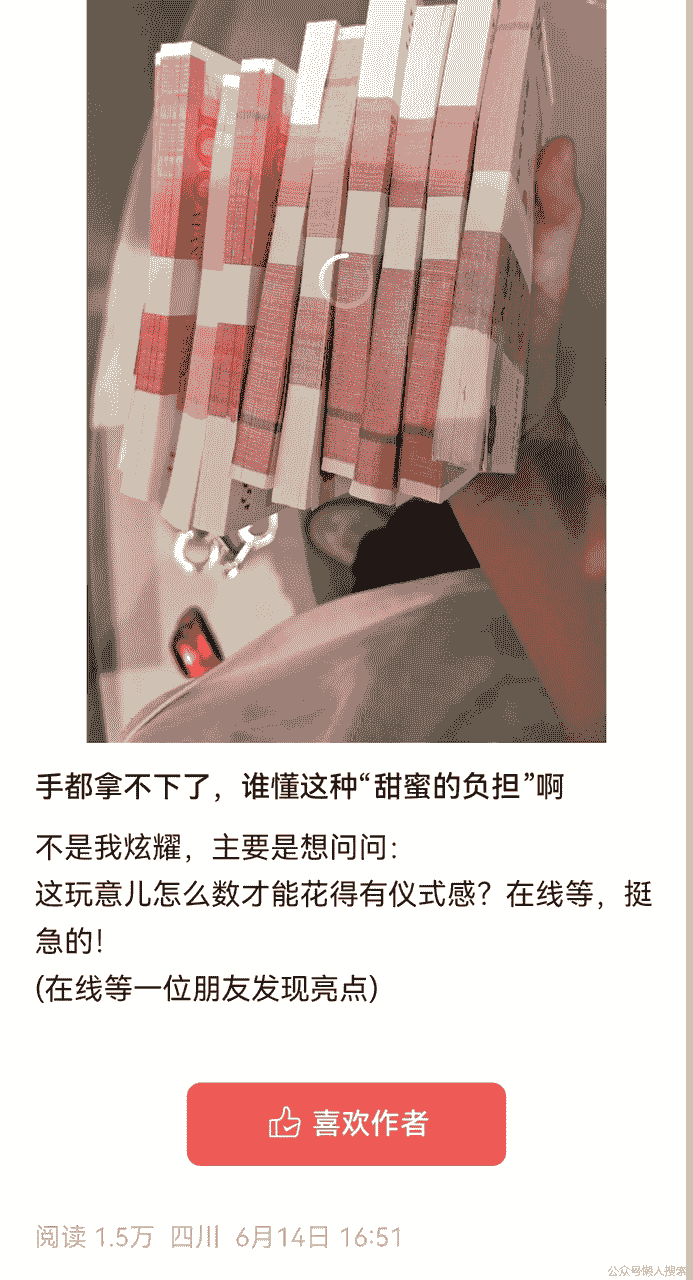 手都拿不下了，谁懂这种“甜蜜的负担”啊
不是我炫耀，主要是想问问：
这玩意儿怎么数才能花得有仪式感？在线等，挺
急的！
(在线等一位朋友发现亮点)
喜欢作者
阅读 1.5万 四川 6月14日 16:51
公众号懒人搜索